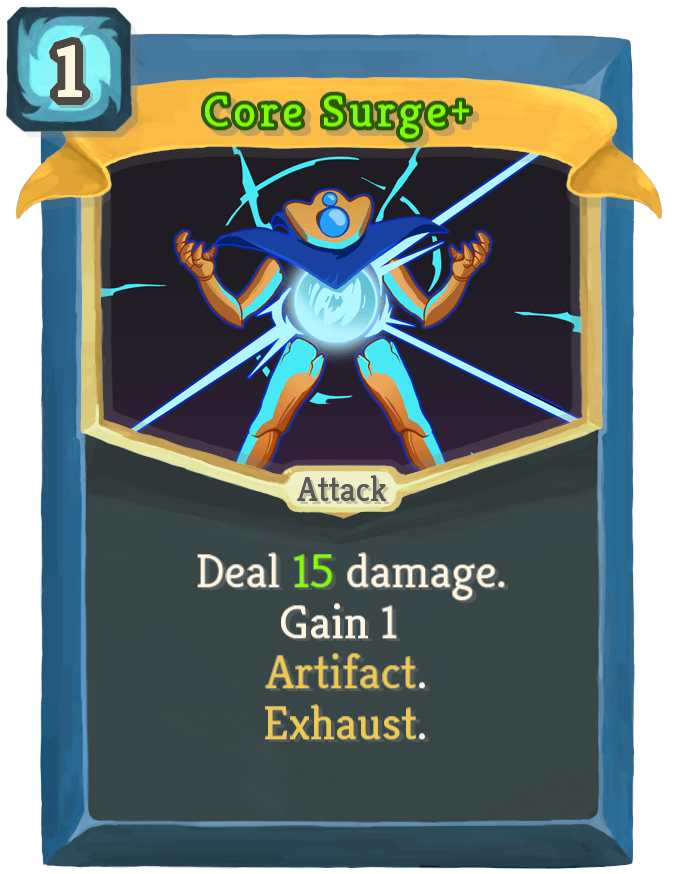 1
Core Surge+
Attack
Deal 15 damage.
Gain 1
Artifact.
Exhaust.